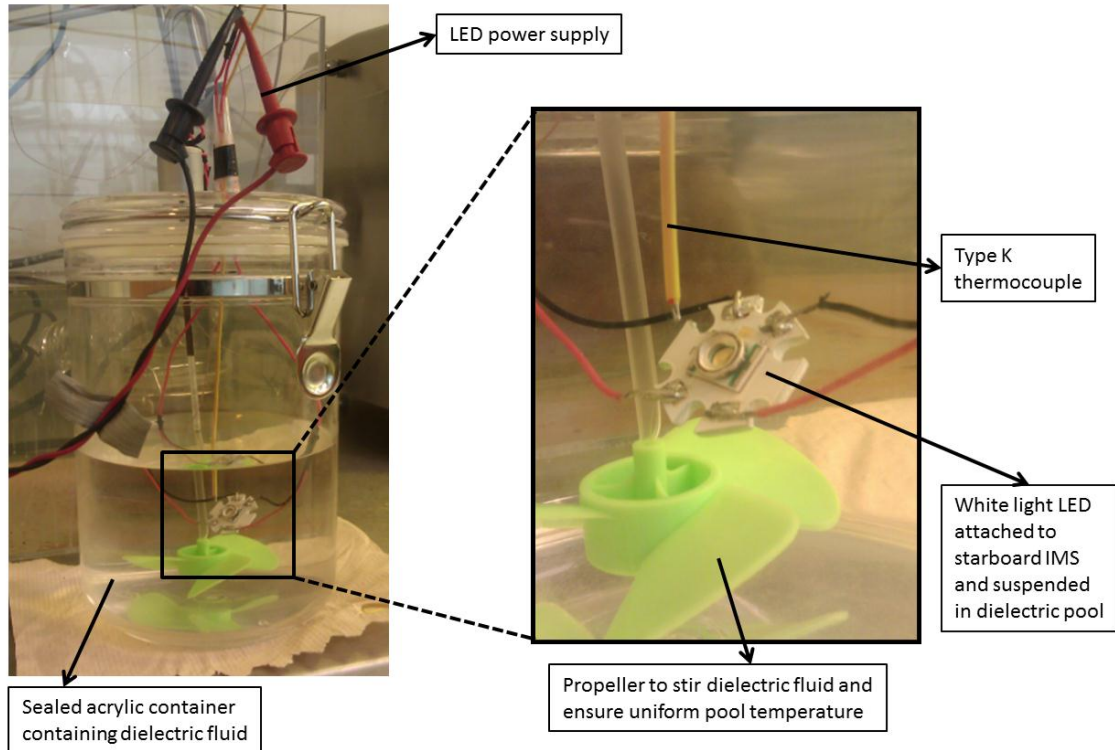 LED power supply
Type K
thermocouple
White light LED
attached to
starboard IMS
and suspended
in dielectric pool
Propeller to stir dielectric fluid and
ensure uniform pool temperature
Sealed acrylic container
containing dielectric fluid